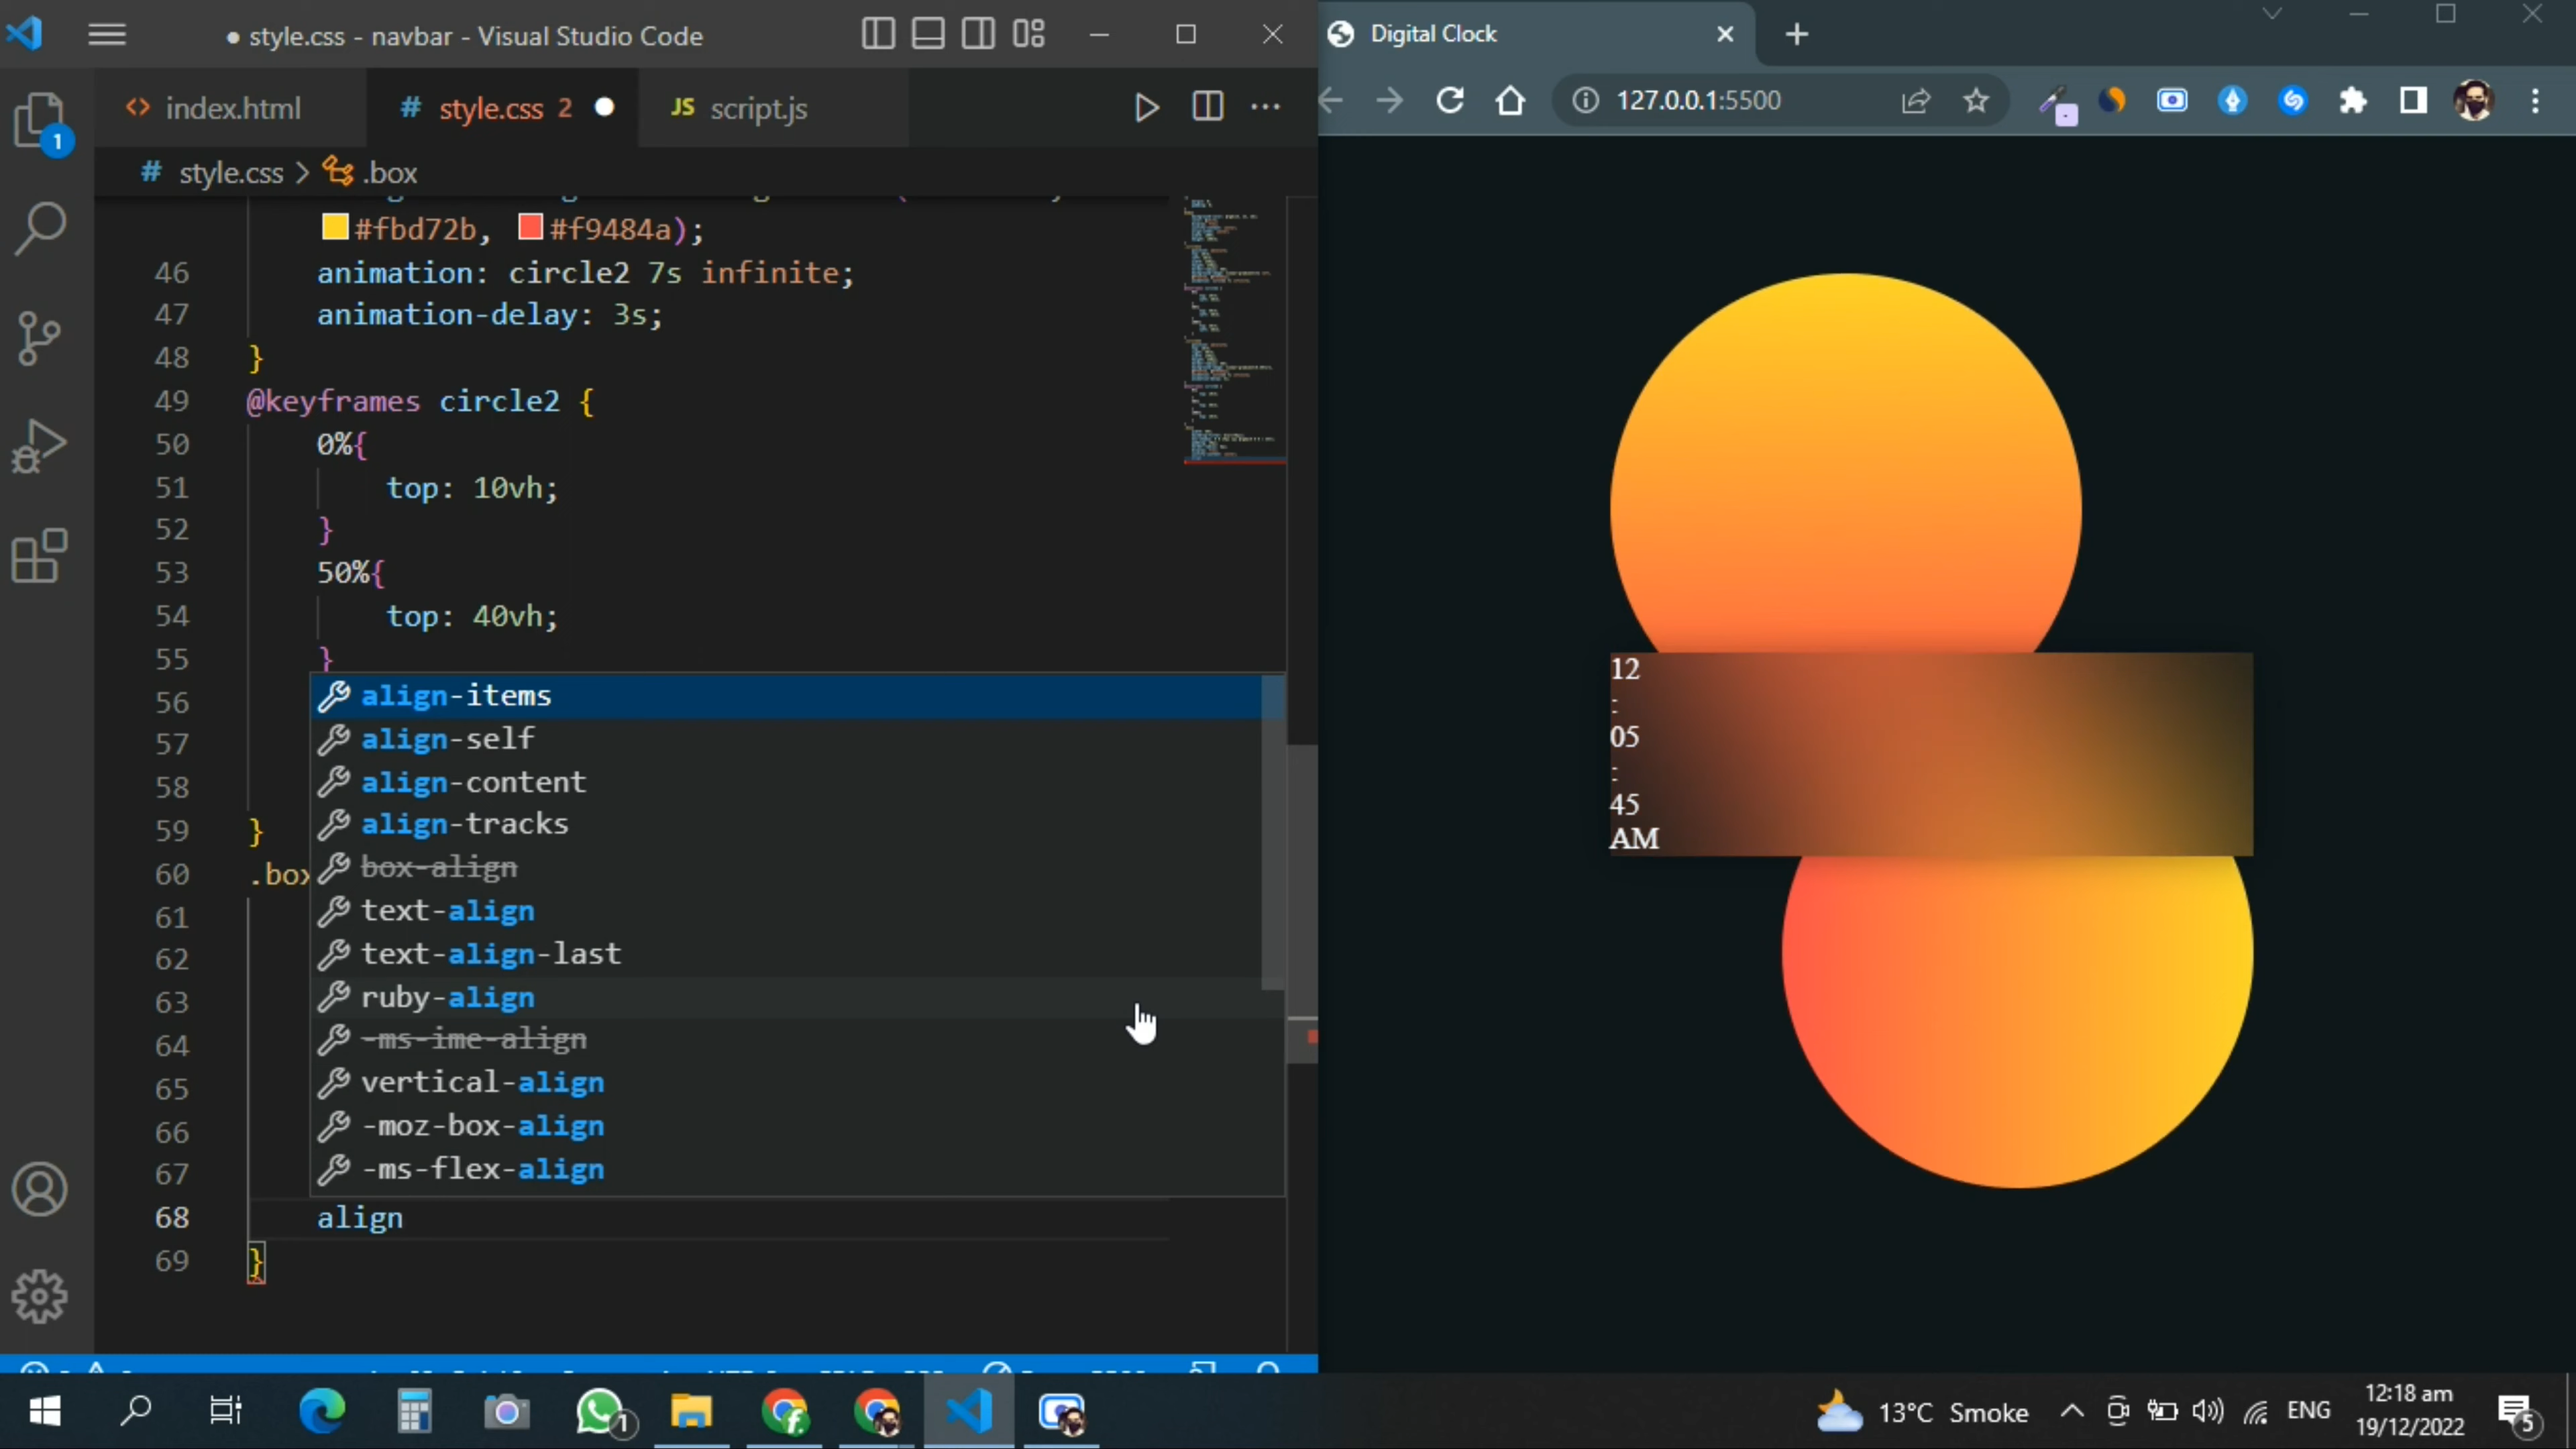 ● style.css - navbar - Visual Studio Code
<> index.html
# style.css 2 ●
JS script.js
# style.css > .box
#fbd72b, #f9484a);
46 animation: circle2 7s infinite;
47 animation-delay: 3s;
48 }
49 @keyframes circle2 {
50 0%{
51 top: 10vh;
52 }
53 50%{
54 top: 40vh;
55 }
56
57
58
59 }
60 .box
61
62
63
64
65
66
67
68 align
69 }
align-items
align-self
align-content
align-tracks
box-align
text-align
text-align-last
ruby-align
-ms-ime-align
vertical-align
-moz-box-align
-ms-flex-align
1
Digital Clock
127.0.0.1:5500
12
:
05
:
45
AM
1
13°C Smoke
ENG
12:18 am
19/12/2022
5